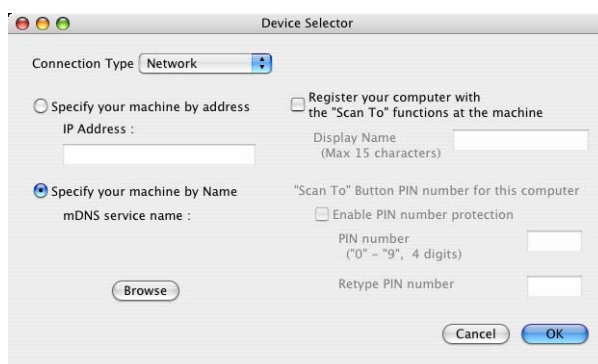 Device Selector
Connection Type Network
Specify your machine by address
IP Address :
Specify your machine by Name
mDNS service name :
Browse
Register your computer with
the "Scan To" functions at the machine
Display Name
(Max 15 characters)
"Scan To" Button PIN number for this computer
Enable PIN number protection
PIN number
("0" – "9", 4 digits)
Retype PIN number
Cancel OK